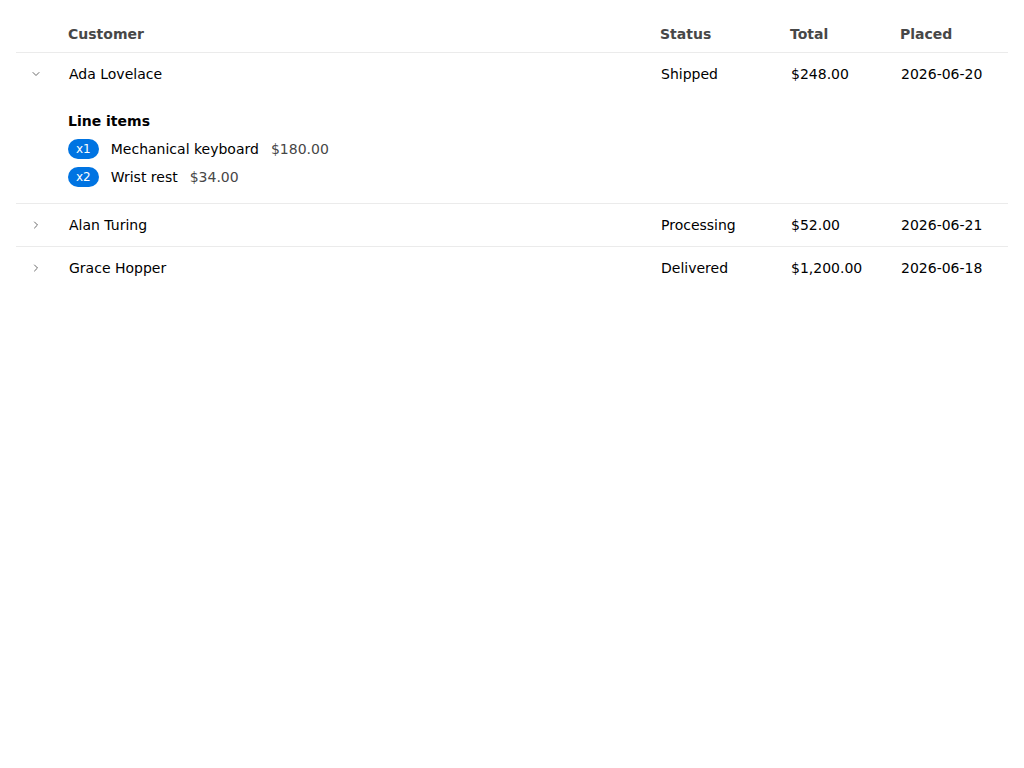 Customer Status Total Placed
Ada Lovelace Shipped $248.00 2026-06-20
Line items
x1 Mechanical keyboard $180.00
x2 Wrist rest $34.00
Alan Turing Processing $52.00 2026-06-21
Grace Hopper Delivered $1,200.00 2026-06-18